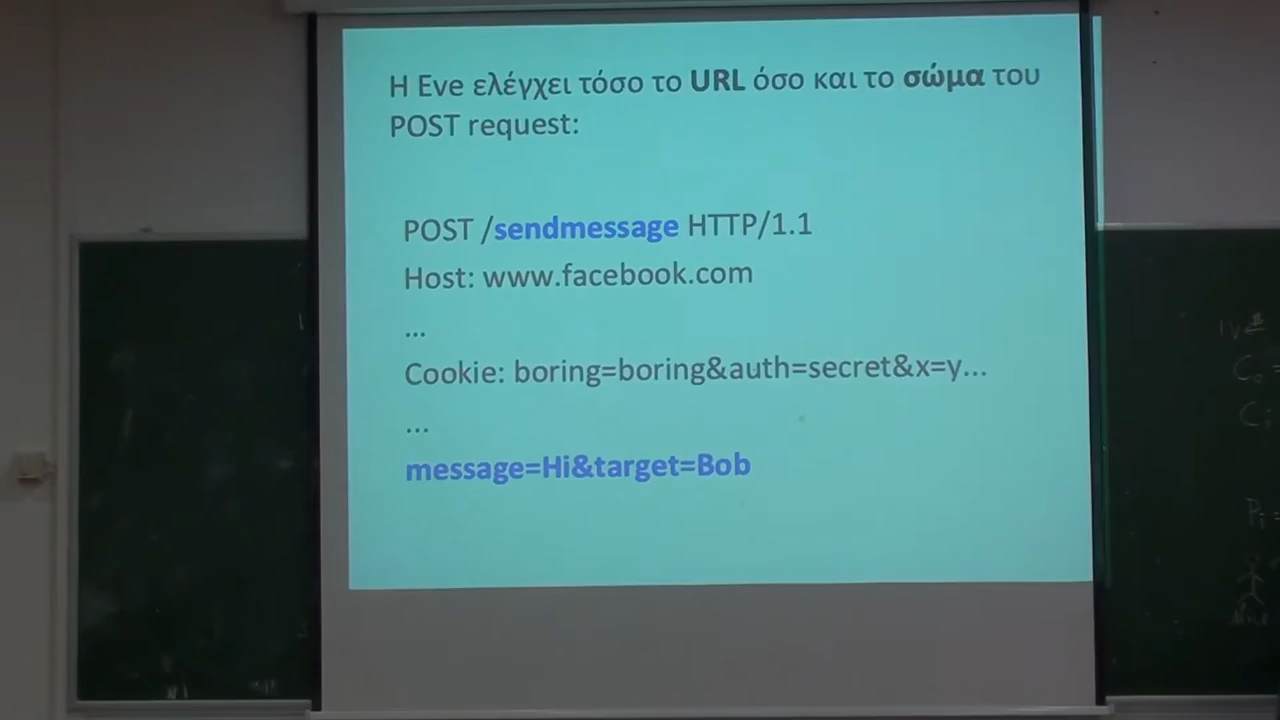 Η Eve ελέγχει τόσο το URL όσο και το σώμα του
POST request:
POST /sendmessage HTTP/1.1
Host: www.facebook.com
...
Cookie: boring=boring&auth=secret&x=y...
...
message=Hi&target=Bob